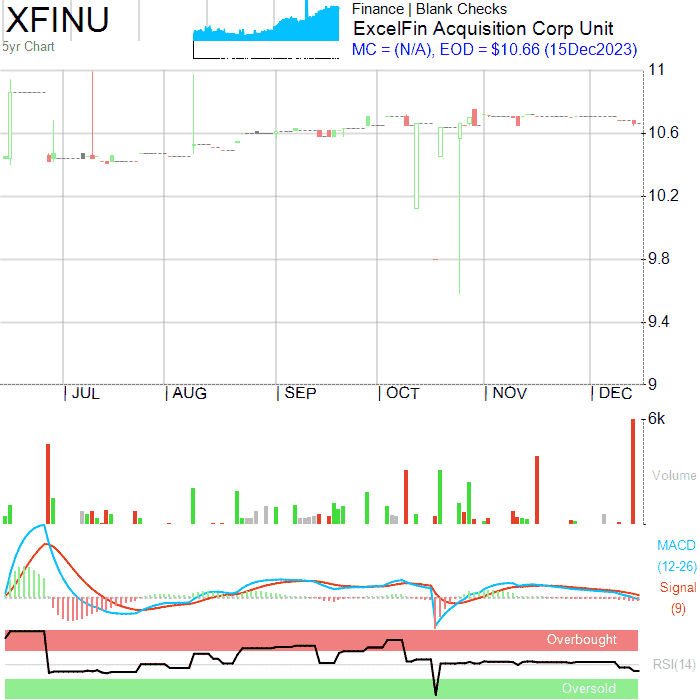 XFINU
5yr Chart
Finance | Blank Checks
ExcelFin Acquisition Corp Unit
MC = (N/A), EOD = $10.66 (15Dec2023)
11
10.6
10.2
9.8
9.4
9
JUL
AUG
SEP
OCT
NOV
DEC
6k
Volume
MACD
(12-26)
Signal
(9)
Overbought
RSI(14)
Oversold